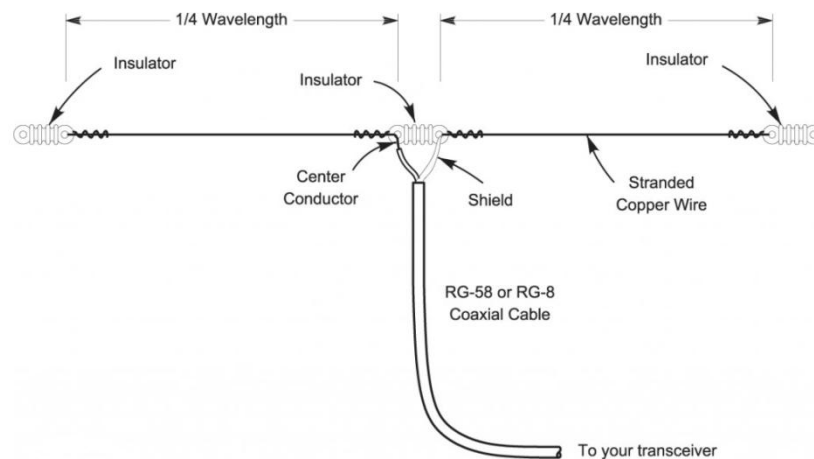 1/4 Wavelength
1/4 Wavelength
Insulator
Insulator
Insulator
Center
Conductor
Shield
Stranded
Copper Wire
RG-58 or RG-8
Coaxial Cable
To your transceiver